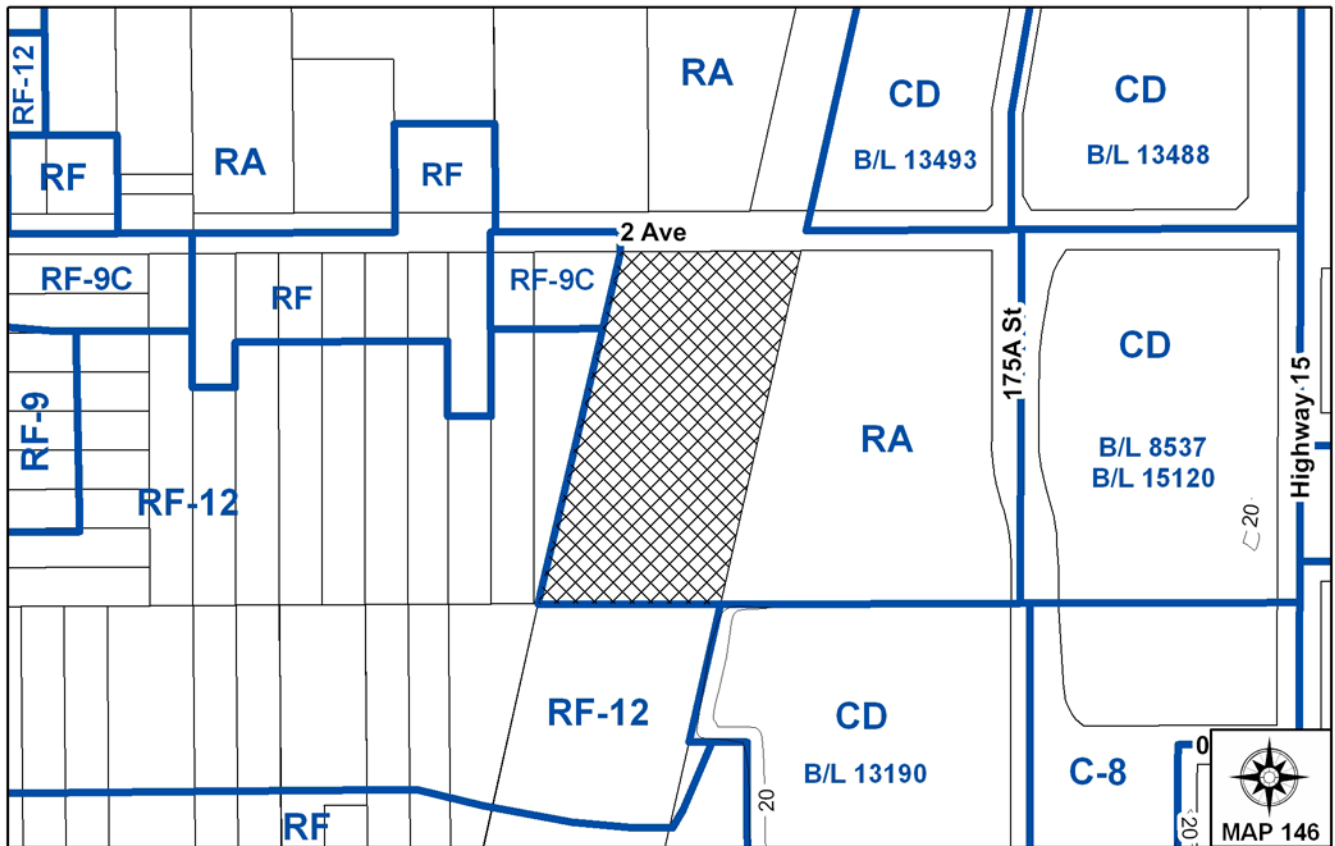 RF-12
RA
CD
CD
B/L 13493
B/L 13488
RF
RA
RF
2 Ave
RF-9C
RF
RF-9C
175A St
CD
Highway 15
RF-9
RA
B/L 8537
B/L 15120
RF-12
20
RF-12
CD
B/L 13190
C-8
0
20
RF
20
MAP 146